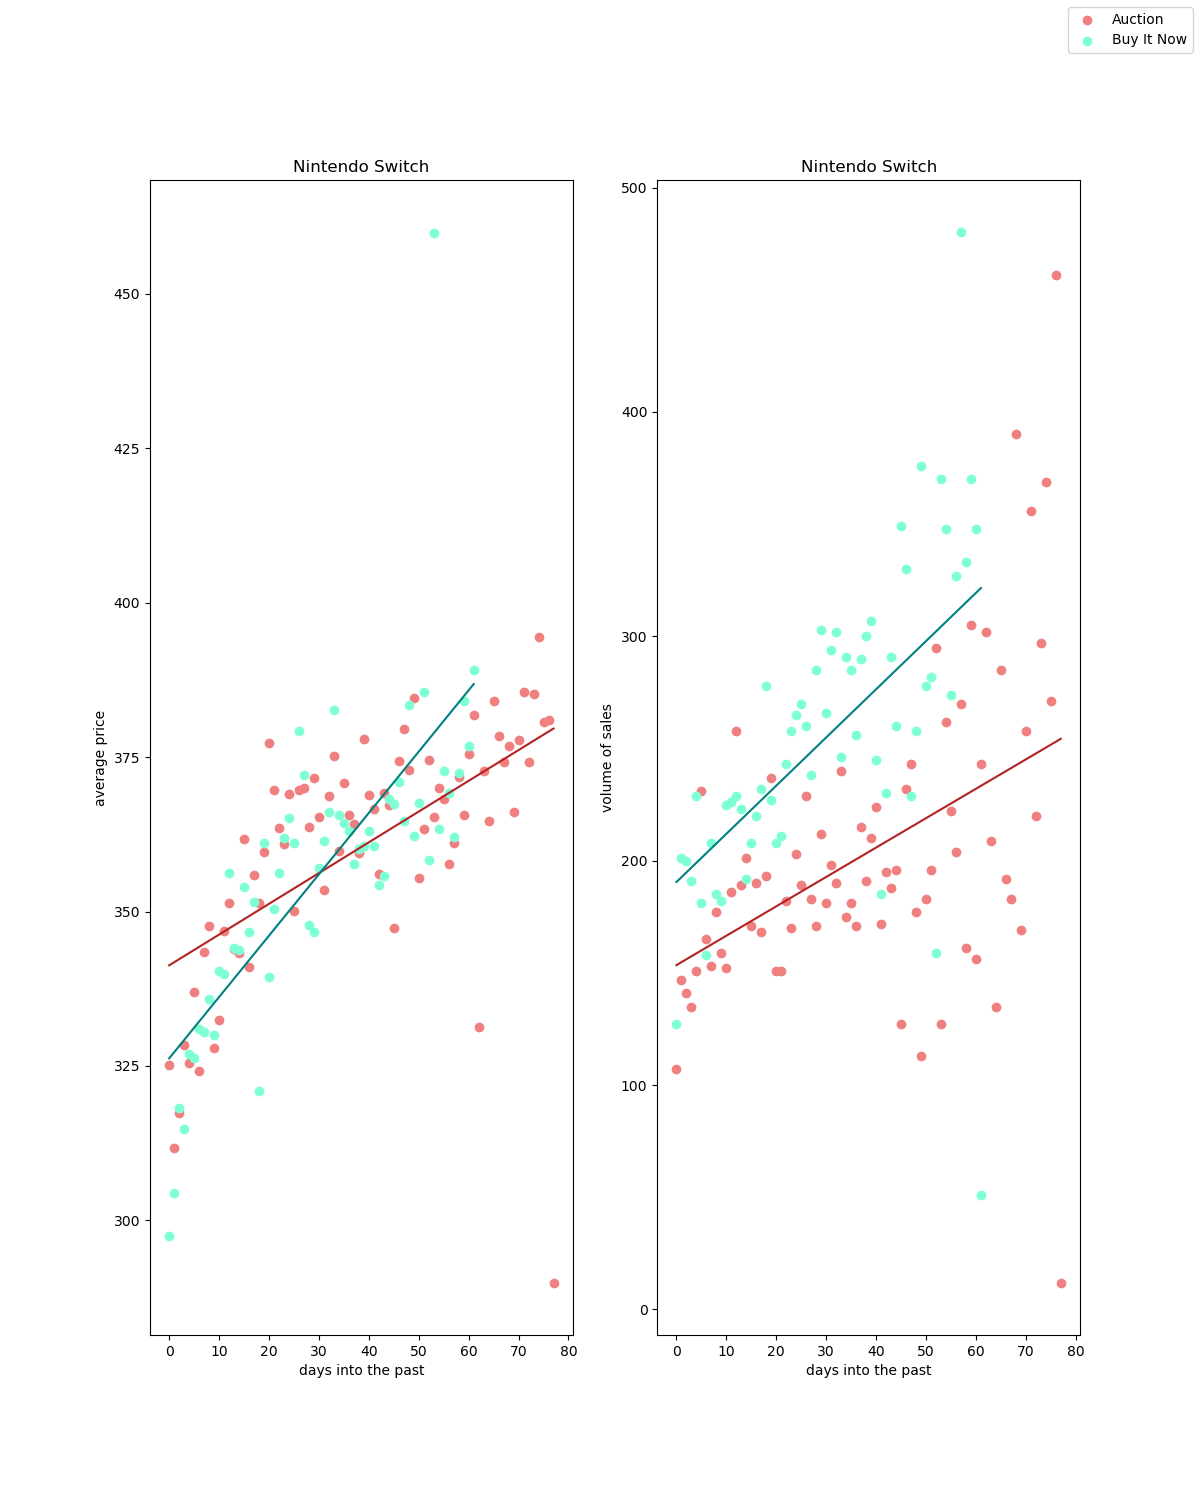 Auction
Buy It Now
Nintendo Switch
average price
450
425
400
375
350
325
300
0 10 20 30 40 50 60 70 80
days into the past
Nintendo Switch
volume of sales
500
400
300
200
100
0
0 10 20 30 40 50 60 70 80
days into the past